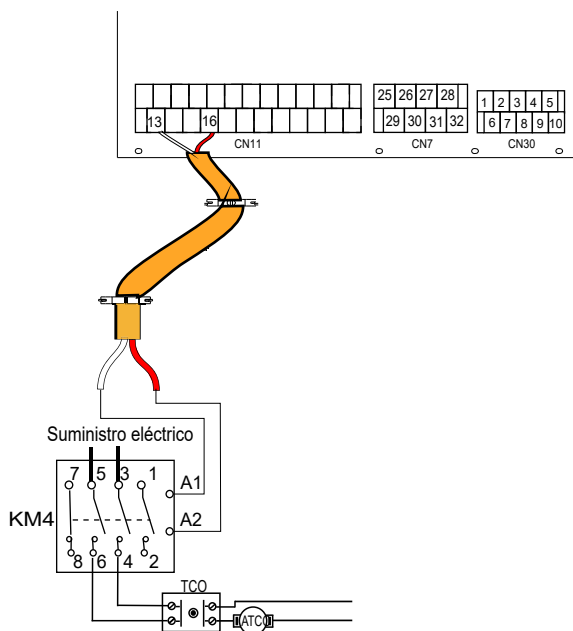 25 26 27 28
1 2 3 4 5
13 16
29 30 31 32
6 7 8 9 10
CN11 CN7 CN30
Suministro eléctrico
7 5 3 1
A1
KM4
A2
8 6 4 2
TCO
ATCO